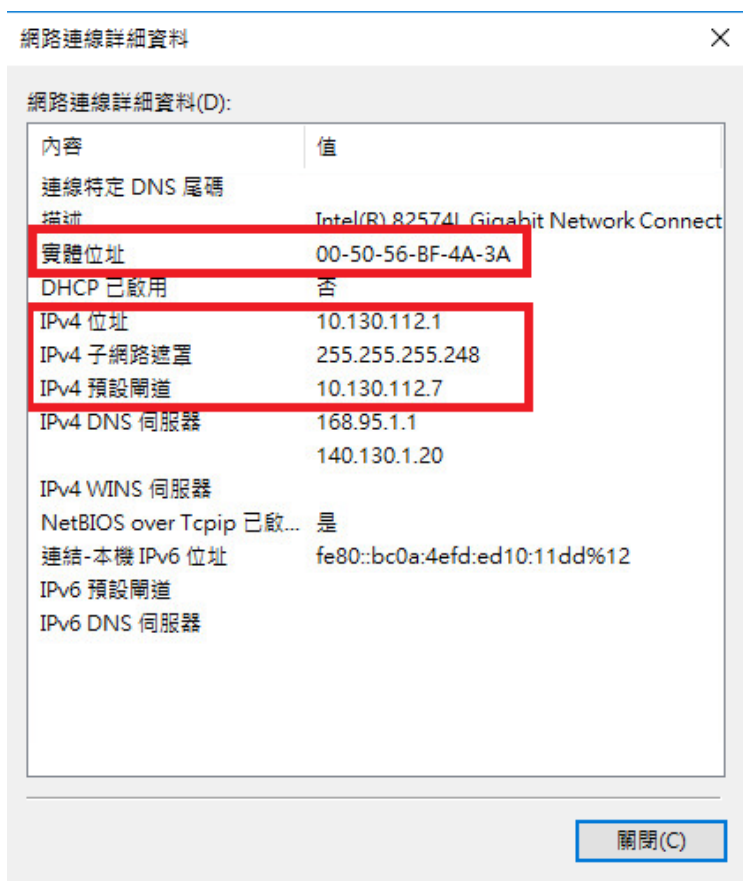 網路連線詳細資料
網路連線詳細資料(D):
內容 值
連線特定 DNS 尾碼
描述 Intel(R) 82574L Gigabit Network Connect
實體位址 00-50-56-BF-4A-3A
DHCP 已啟用 否
IPv4 位址 10.130.112.1
IPv4 子網路遮罩 255.255.255.248
IPv4 預設閘道 10.130.112.7
IPv4 DNS 伺服器 168.95.1.1
140.130.1.20
IPv4 WINS 伺服器
NetBIOS over Tcpip 已啟... 是
連結-本機 IPv6 位址 fe80::bc0a:4efd:ed10:11dd%12
IPv6 預設閘道
IPv6 DNS 伺服器
關閉(C)